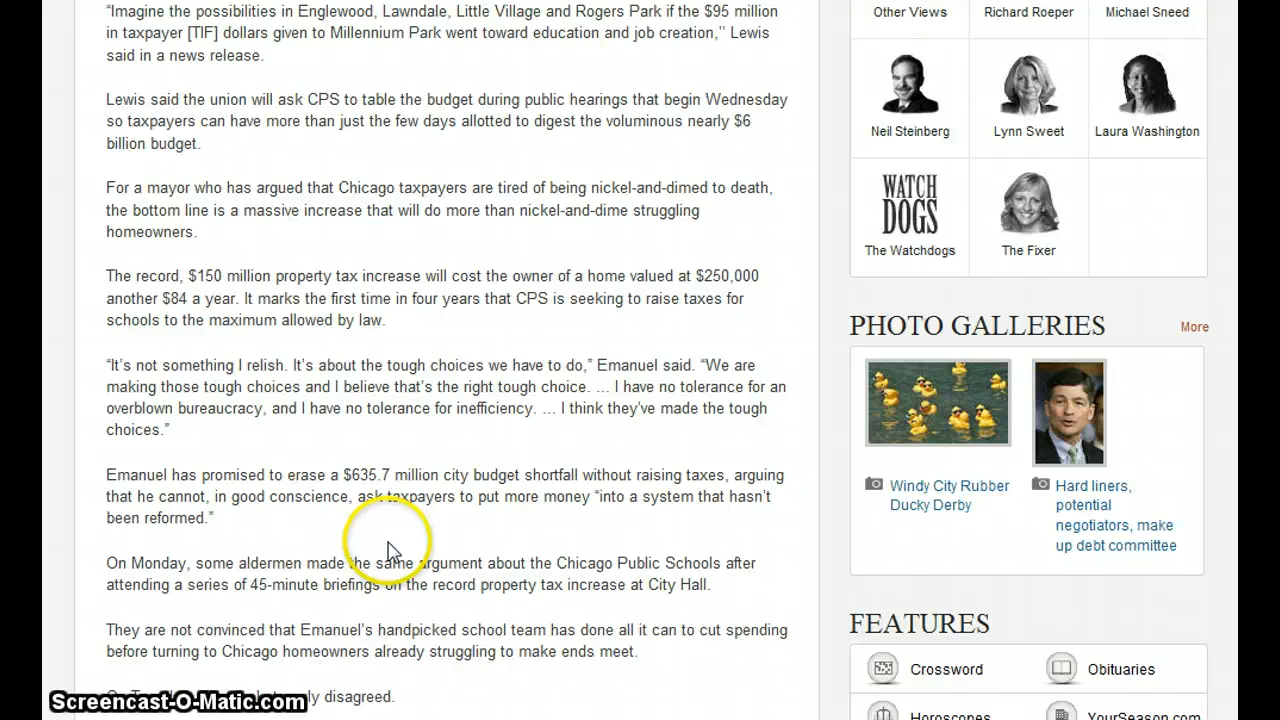 “Imagine the possibilities in Englewood, Lawndale, Little Village and Rogers Park if the $95 million
in taxpayer [TIF] dollars given to Millennium Park went toward education and job creation,’’ Lewis
said in a news release.
Lewis said the union will ask CPS to table the budget during public hearings that begin Wednesday
so taxpayers can have more than just the few days allotted to digest the voluminous nearly $6
billion budget.
For a mayor who has argued that Chicago taxpayers are tired of being nickel-and-dimed to death,
the bottom line is a massive increase that will do more than nickel-and-dime struggling
homeowners.
The record, $150 million property tax increase will cost the owner of a home valued at $250,000
another $84 a year. It marks the first time in four years that CPS is seeking to raise taxes for
schools to the maximum allowed by law.
“It’s not something I relish. It’s about the tough choices we have to do,” Emanuel said. “We are
making those tough choices and I believe that’s the right tough choice. ... I have no tolerance for an
overblown bureaucracy, and I have no tolerance for inefficiency. ... I think they’ve made the tough
choices.”
Emanuel has promised to erase a $635.7 million city budget shortfall without raising taxes, arguing
that he cannot, in good conscience, ask taxpayers to put more money “into a system that hasn’t
been reformed.”
On Monday, some aldermen made the same argument about the Chicago Public Schools after
attending a series of 45-minute briefings on the record property tax increase at City Hall.
They are not convinced that Emanuel’s handpicked school team has done all it can to cut spending
before turning to Chicago homeowners already struggling to make ends meet.
disagreed.
Screencast-O-Matic.com
Other Views
Richard Roeper
Michael Sneed
Neil Steinberg
Lynn Sweet
Laura Washington
WATCH
DOGS
The Watchdogs
The Fixer
PHOTO GALLERIES
More
Windy City Rubber
Ducky Derby
Hard liners,
potential
negotiators, make
up debt committee
FEATURES
Crossword
Obituaries
Horoscopes
YourSeason.com